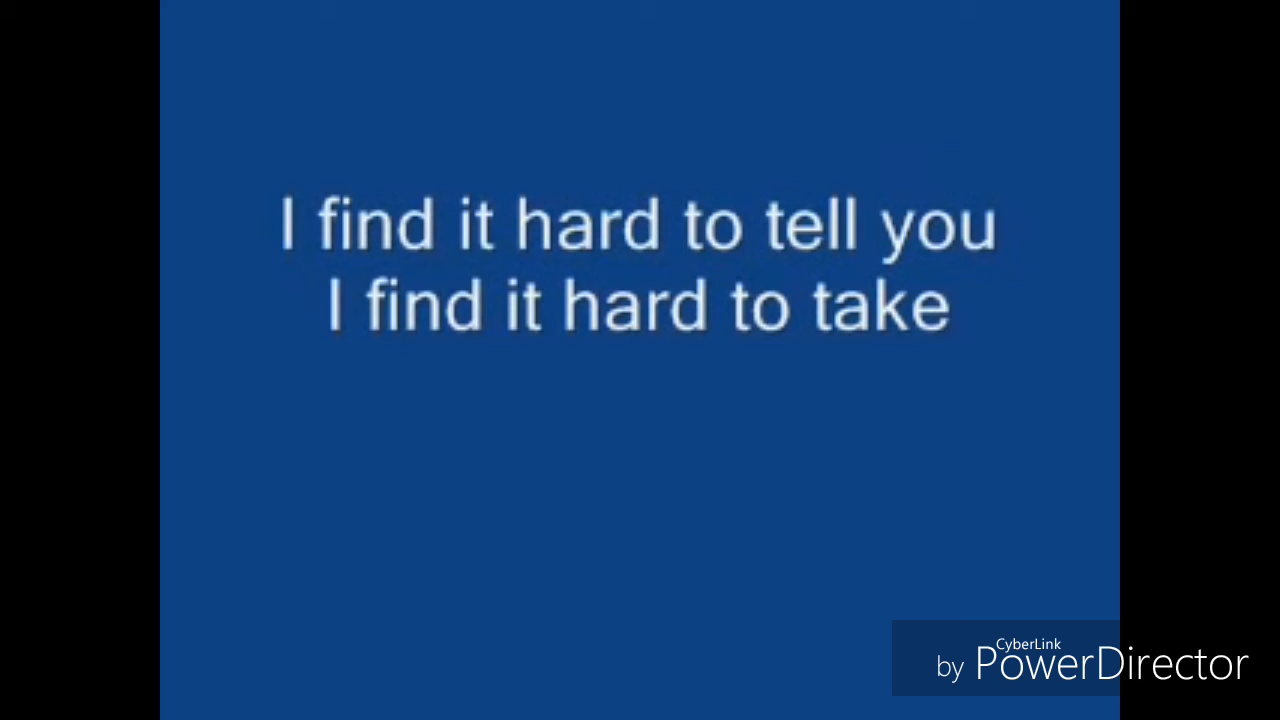 I find it hard to tell you
I find it hard to take
CyberLink
by PowerDirector